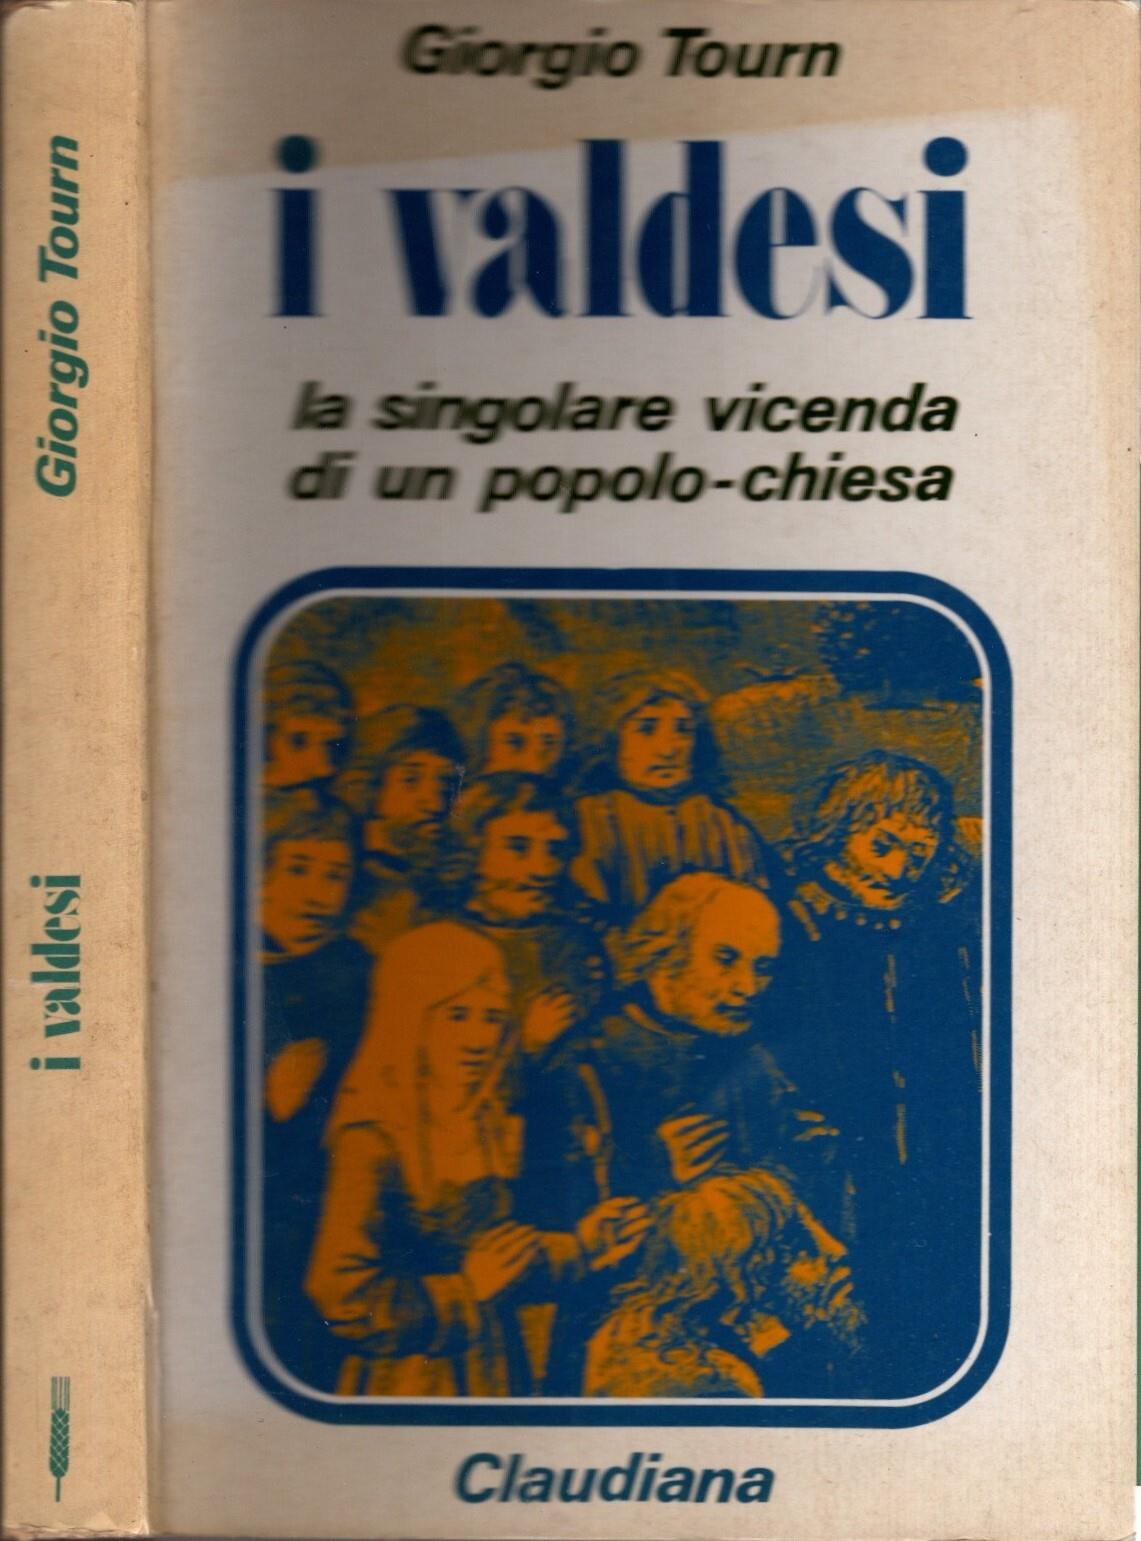 Giorgio Tourn
i valdesi
Giorgio Tourn
i valdesi
la singolare vicenda
di un popolo-chiesa
Claudiana